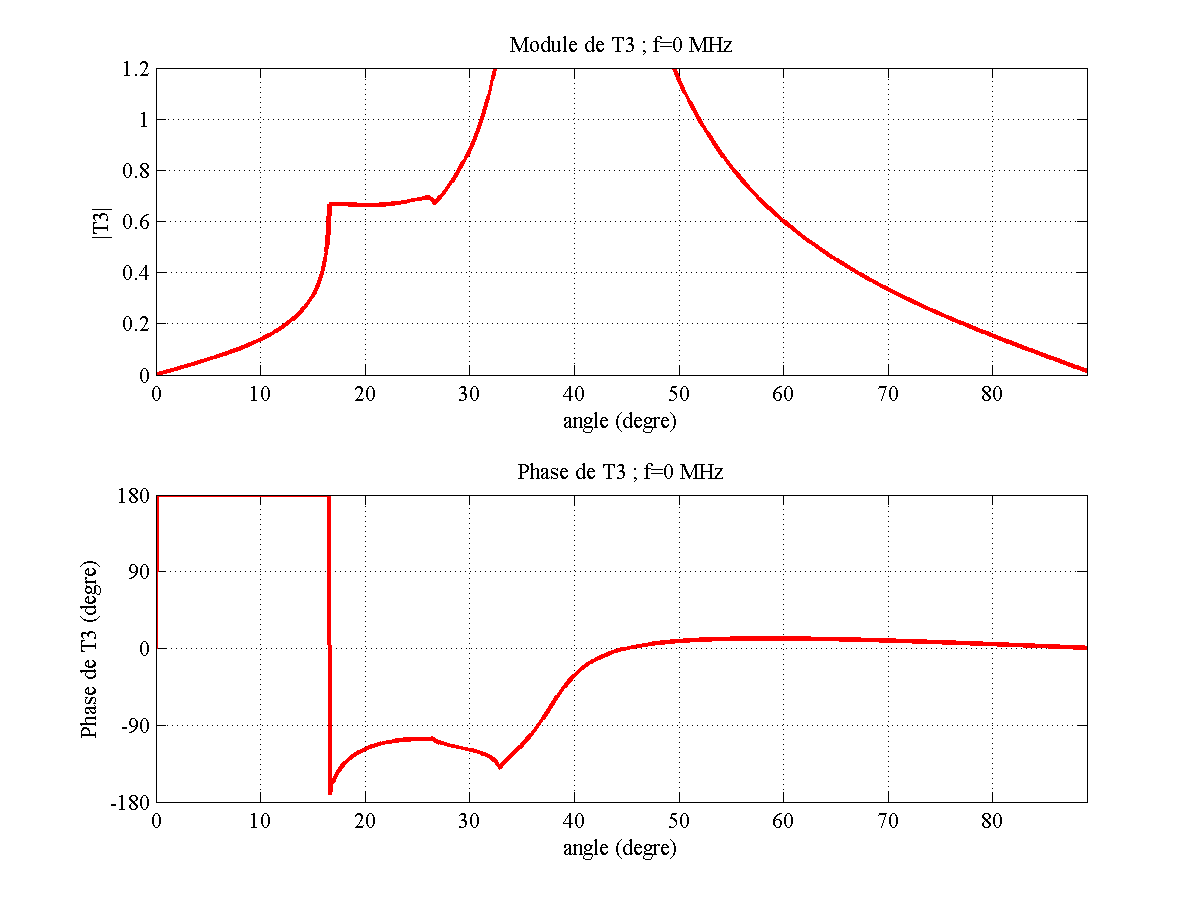 Module de T3 ; f=0 MHz
1.2
1
0.8
0.6
0.4
0.2
0
|T3|
0 10 20 30 40 50 60 70 80
angle (degre)
Phase de T3 ; f=0 MHz
180
90
0
-90
-180
Phase de T3 (degre)
0 10 20 30 40 50 60 70 80
angle (degre)